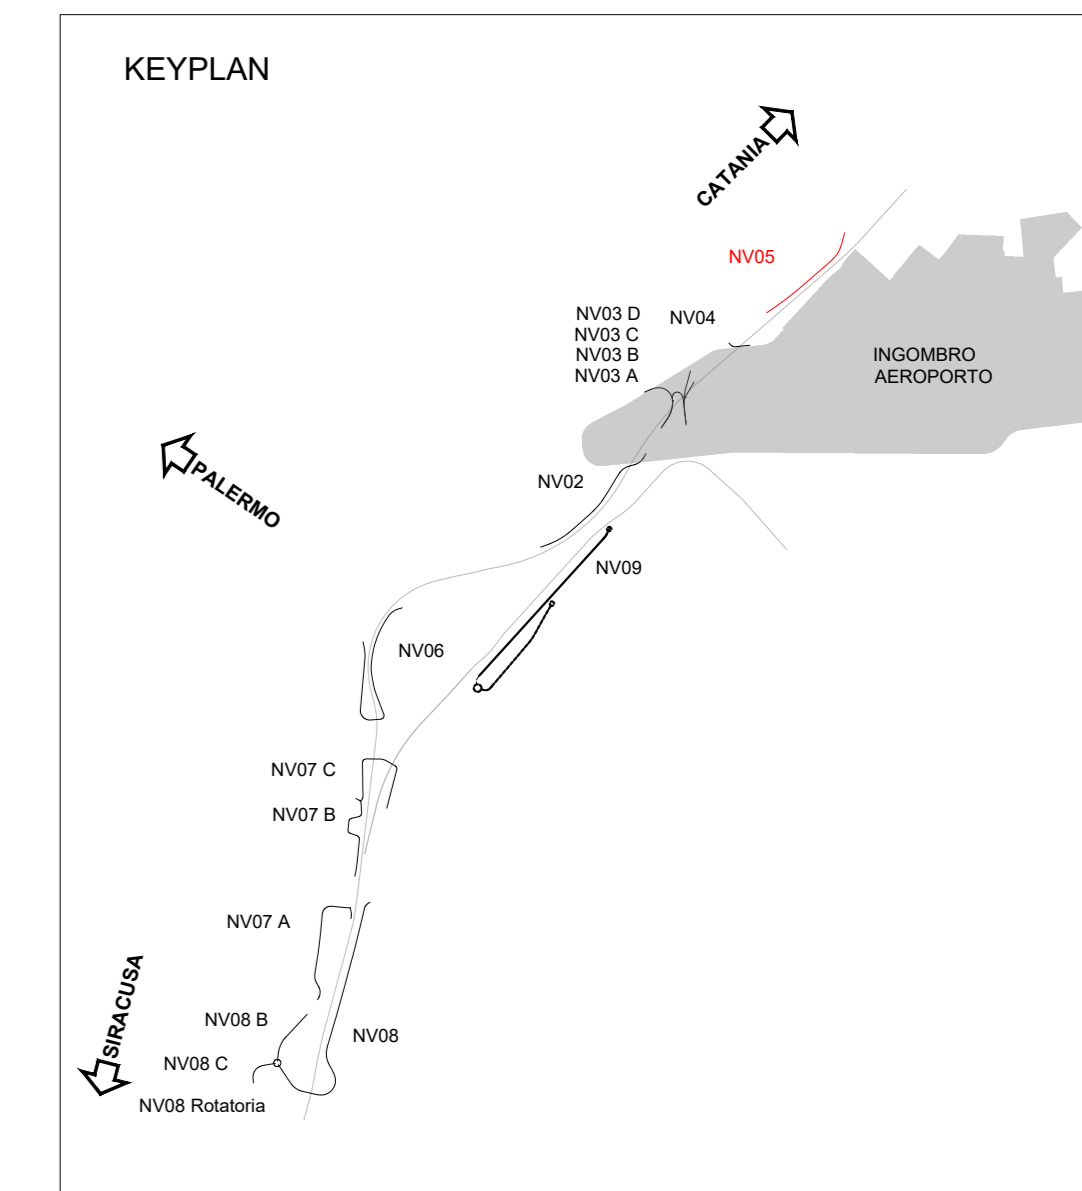 KEYPLAN
CATANIA
NV05
NV03 D
NV04
NV03 C
NV03 B
NV03 A
INGOMBRO
AEROPORTO
PALERMO
NV02
NV09
NV06
NV07 C
NV07 B
NV07 A
SIRACUSA
NV08 B
NV08
NV08 C
NV08 Rotatoria